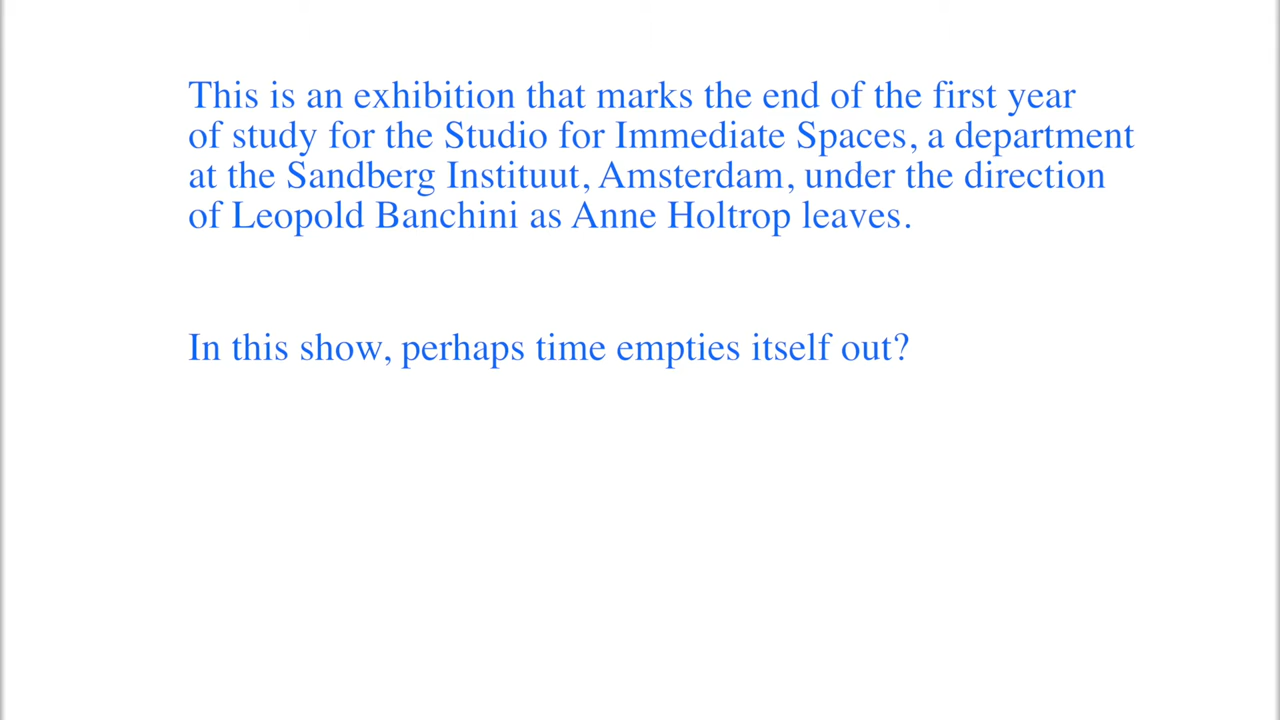 This is an exhibition that marks the end of the first year
of study for the Studio for Immediate Spaces, a department
at the Sandberg Instituut, Amsterdam, under the direction
of Leopold Banchini as Anne Holtrop leaves.
In this show, perhaps time empties itself out?